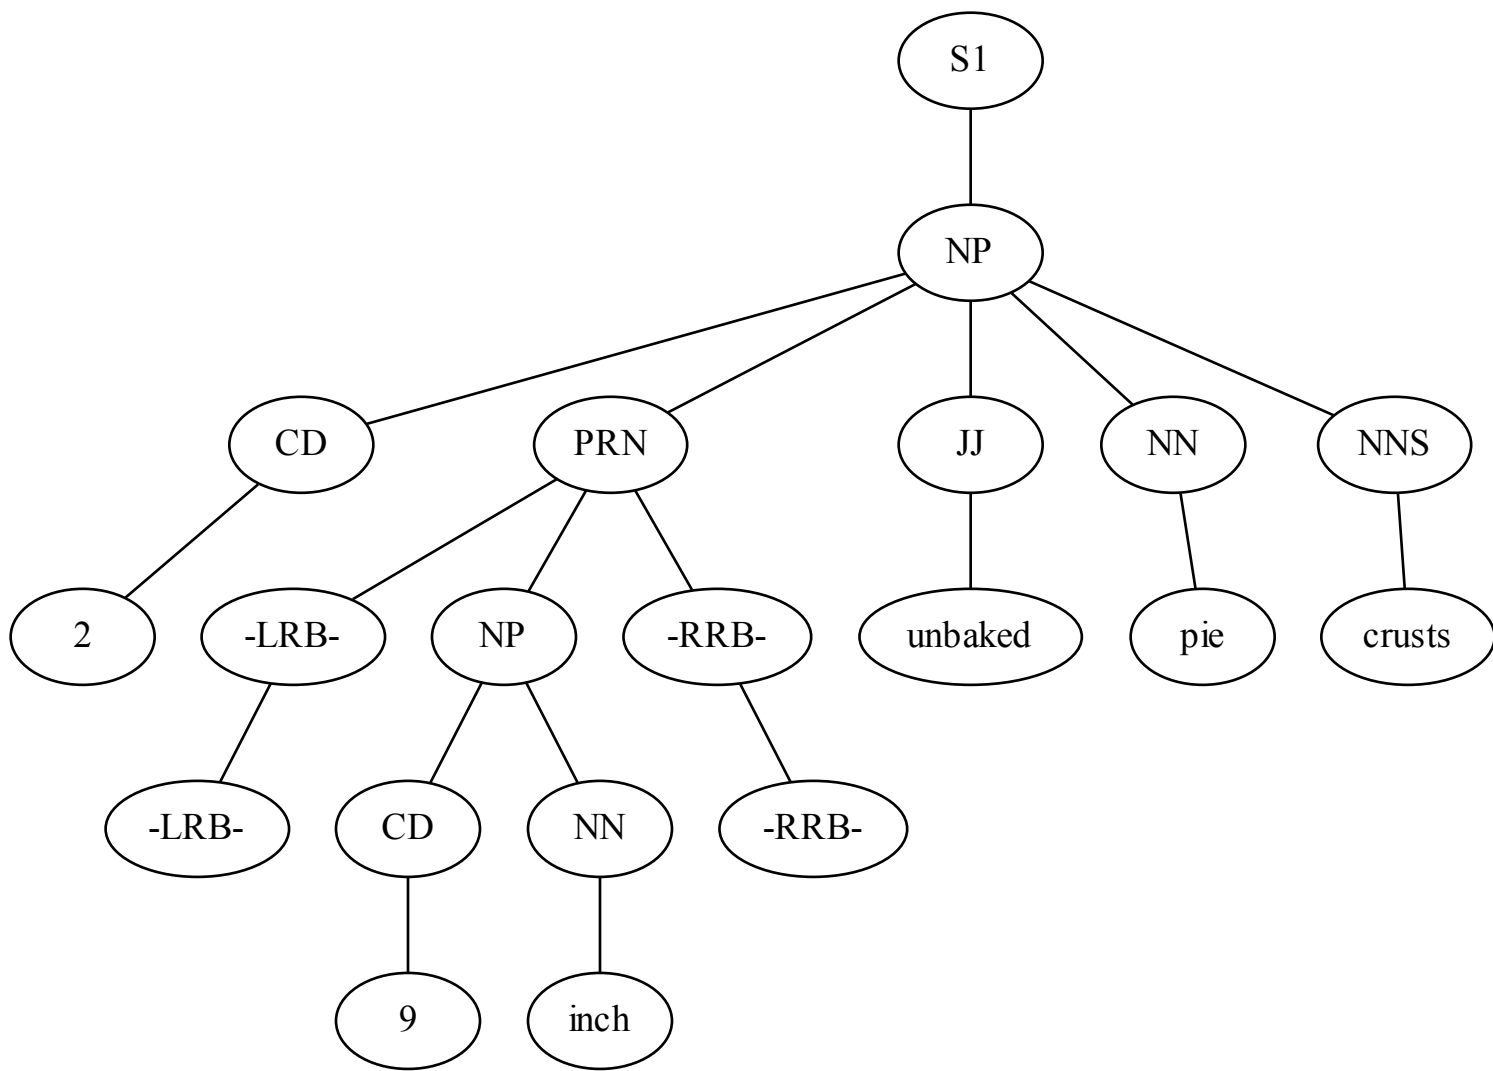 S1
NP
CD PRN JJ NN NNS
2 -LRB- NP -RRB- unbaked pie crusts
-LRB- CD NN -RRB-
9 inch